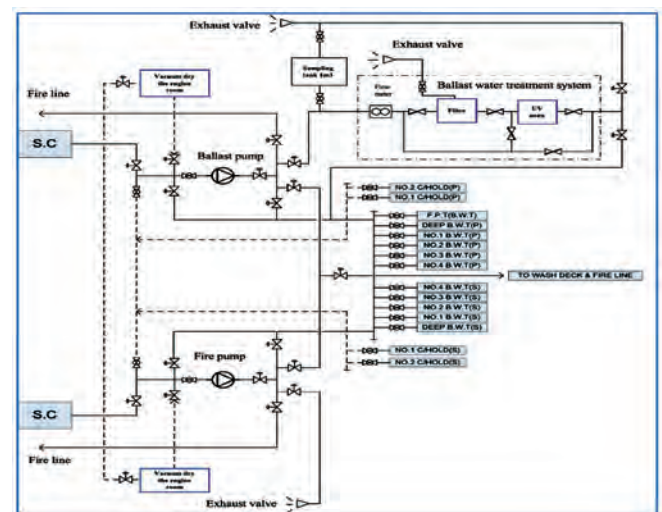 Exhaust valve
Vacuum dry
the engine
room
Sampling
tank 1m3
Exhaust valve
Ballast water treatment system
Flow
meter
Filter
UV
Fire line
S.C
Ballast pump
NO.2 C/HOLD(P)
NO.1 C/HOLD(P)
F.P.T(B.W.T)
DEEP B.W.T(P)
NO.1 B.W.T(P)
NO.2 B.W.T(P)
NO.3 B.W.T(P)
NO.4 B.W.T(P)
TO WASH DECK & FIRE LINE
NO.4 B.W.T(S)
NO.3 B.W.T(S)
NO.2 B.W.T(S)
NO.1 B.W.T(S)
DEEP B.W.T(S)
Fire pump
NO.1 C/HOLD(S)
NO.2 C/HOLD(S)
S.C
Fire line
Vacuum dry
the engine
room
Exhaust valve